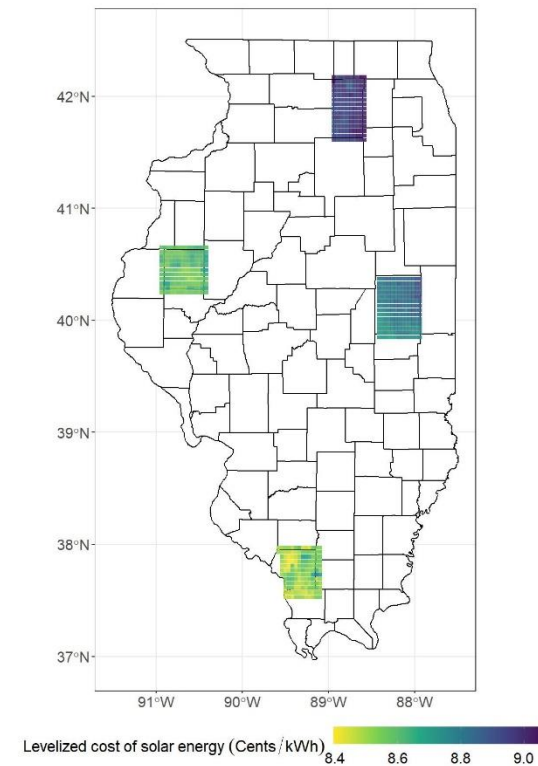 42°N
41°N
40°N
39°N
38°N
37°N
91°W 90°W 89°W 88°W
Levelized cost of solar energy (Cents/kWh)
8.4 8.6 8.8 9.0